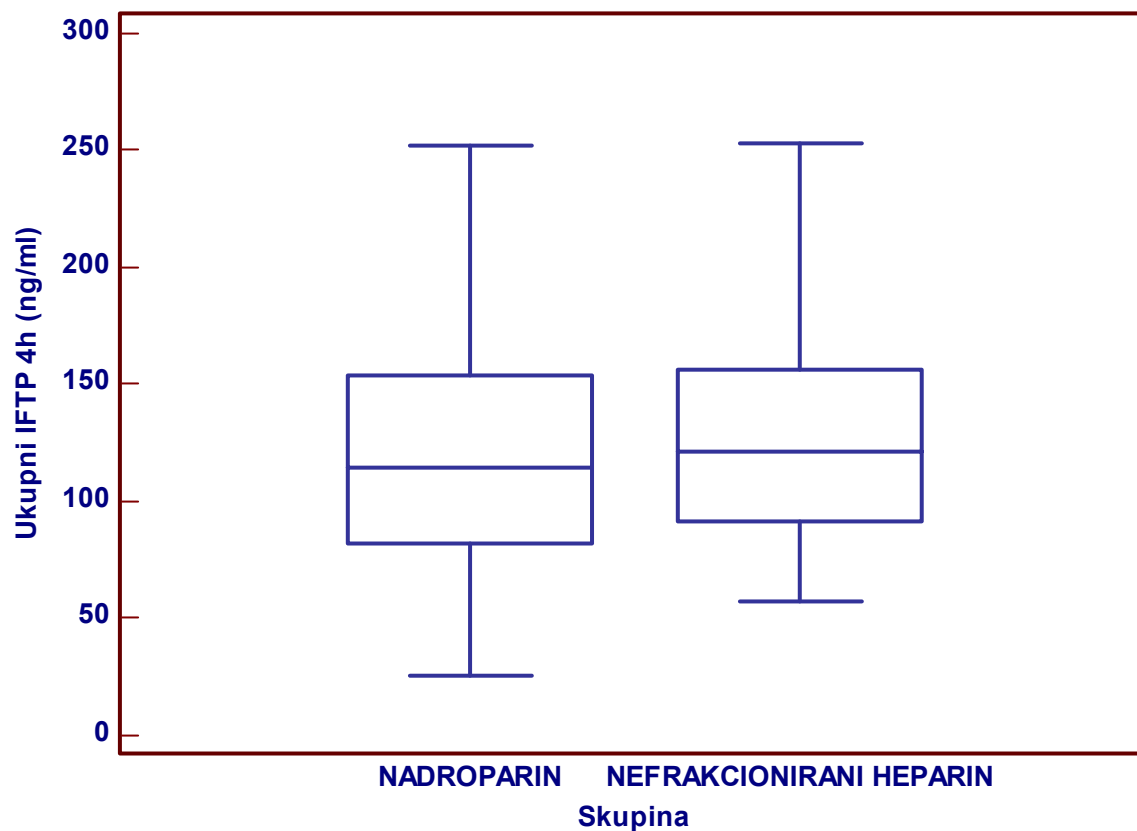 Ukupni IFTP 4h (ng/ml)
300
250
200
150
100
50
0
NADROPARIN NEFRAKCIONIRANI HEPARIN
Skupina